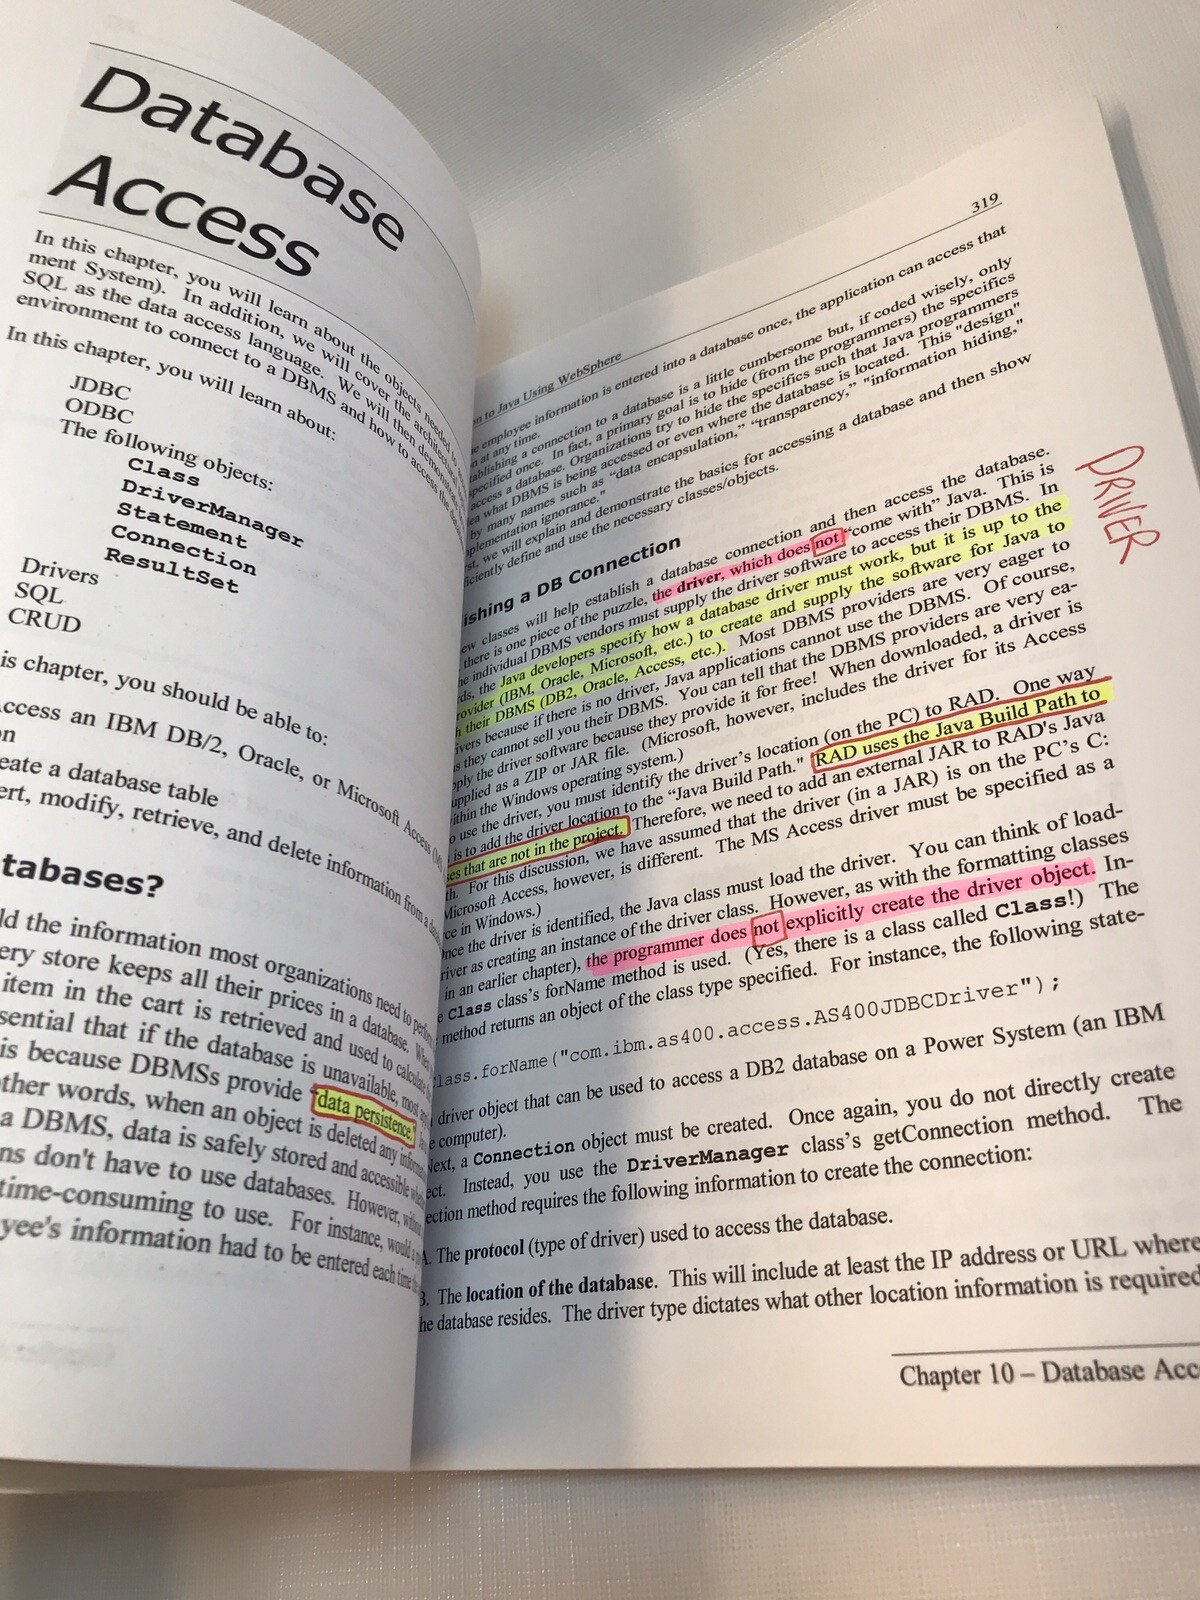 Database
Access
In this chapter, you will learn about the objects needed to
ment System). In addition, we will cover the architectural
SQL as the data access language. We will then demonstrate
environment to connect to a DBMS and how to access the
In this chapter, you will learn about:
JDBC
ODBC
The following objects:
Class
DriverManager
Statement
Connection
ResultSet
Drivers
SQL
CRUD
is chapter, you should be able to:
ccess an IBM DB/2, Oracle, or Microsoft Access
n
eate a database table
ert, modify, retrieve, and delete information from a
tabases?
ld the information most organizations need to
ery store keeps all their prices in a database.
item in the cart is retrieved and used to calculate
sential that if the database is unavailable, most
is because DBMSs provide "data persistence."
ther words, when an object is deleted any
a DBMS, data is safely stored and accessible
ns don't have to use databases. However,
time-consuming to use. For instance, would
yee's information had to be entered each time
319
n to Java Using WebSphere
e employee information is entered into a database once, the application can access that
n at any time.
ablishing a connection to a database is a little cumbersome but, if coded wisely, only
specified once. In fact, a primary goal is to hide (from the programmers) the specifics
access a database. Organizations try to hide the specifics such that Java programmers
ea what DBMS is being accessed or even where the database is located. This "design"
by many names such as "data encapsulation," "transparency," "information hiding,"
plementation ignorance."
st, we will explain and demonstrate the basics for accessing a database and then show
ficiently define and use the necessary classes/objects.
ishing a DB Connection
ew classes will help establish a database connection and then access the database.
there is one piece of the puzzle, the driver, which does not "come with" Java. This is
he individual DBMS vendors must supply the driver software to access their DBMS. In
rds, the Java developers specify how a database driver must work, but it is up to the
rovider (IBM, Oracle, Microsoft, etc.) to create and supply the software for Java to
h their DBMS (DB2, Oracle, Access, etc.). Most DBMS providers are very eager to
ivers because if there is no driver, Java applications cannot use the DBMS. Of course,
s they cannot sell you their DBMS. You can tell that the DBMS providers are very ea-
ply the driver software because they provide it for free! When downloaded, a driver is
upplied as a ZIP or JAR file. (Microsoft, however, includes the driver for its Access
ithin the Windows operating system.)
o use the driver, you must identify the driver's location (on the PC) to RAD. One way
is to add the driver location to the "Java Build Path." RAD uses the Java Build Path to
es that are not in the project. Therefore, we need to add an external JAR to RAD's Java
th. For this discussion, we have assumed that the driver (in a JAR) is on the PC's C:
Microsoft Access, however, is different. The MS Access driver must be specified as a
ce in Windows.)
Once the driver is identified, the Java class must load the driver. You can think of load-
river as creating an instance of the driver class. However, as with the formatting classes
in an earlier chapter), the programmer does not explicitly create the driver object. In-
e Class class's forName method is used. (Yes, there is a class called Class!) The
method returns an object of the class type specified. For instance, the following state-
Class.forName("com.ibm.as400.access.AS400JDBCDriver");
driver object that can be used to access a DB2 database on a Power System (an IBM
e computer).
Next, a Connection object must be created. Once again, you do not directly create
ect. Instead, you use the DriverManager class's getConnection method. The
ection method requires the following information to create the connection:
A. The protocol (type of driver) used to access the database.
B. The location of the database. This will include at least the IP address or URL where
he database resides. The driver type dictates what other location information is required
Chapter 10 – Database Acc
DRIVER